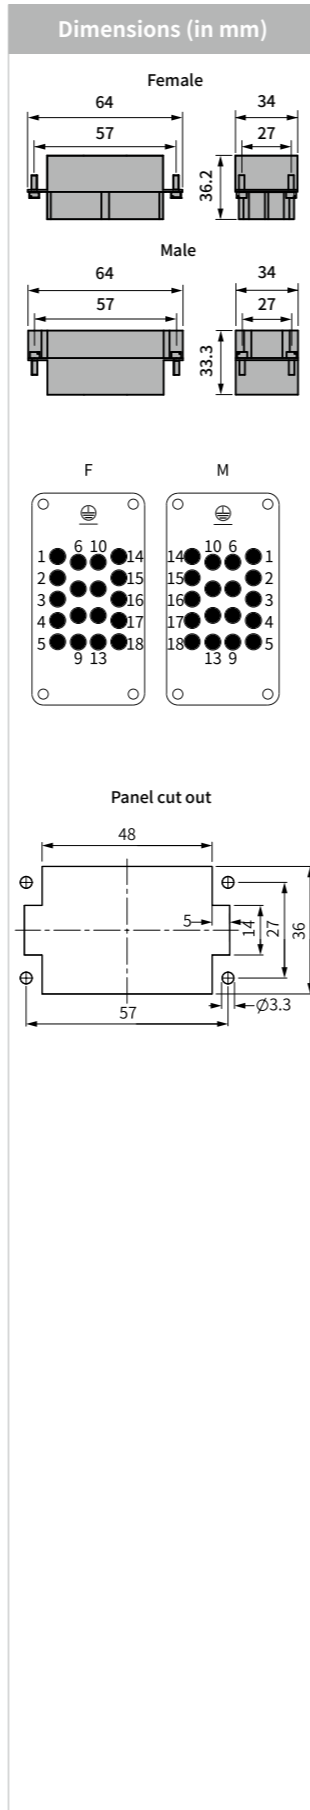 Dimensions (in mm)
Female
64 34
57 27
36.2
Male
64 34
57 27
33.3
F M
6 10 10 6
1 14 14 1
2 15 15 2
3 16 16 3
4 17 17 4
5 18 18 5
9 13 13 9
Panel cut out
48
5 14 27 36
57 Ø3.3